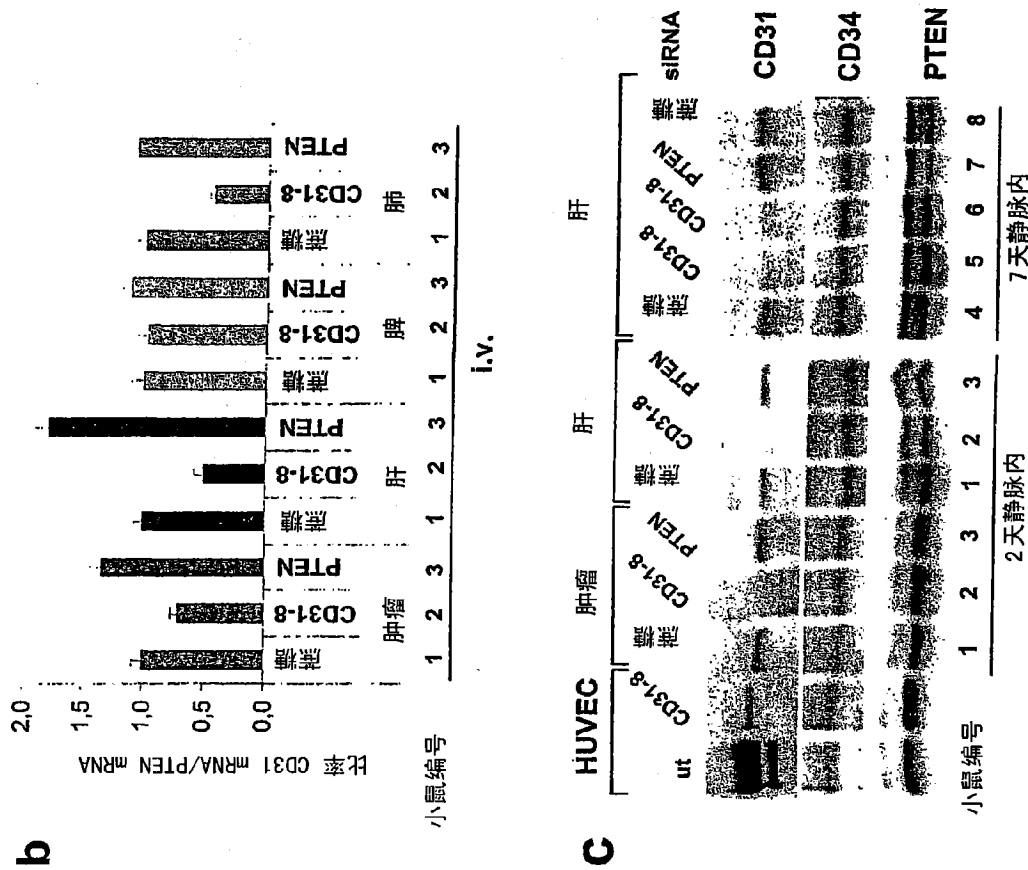 b
比率 CD31 mRNA/PTEN mRNA
2,0
1,5
1,0
0,5
0,0
蔗糖 CD31-8 PTEN 蔗糖 CD31-8 PTEN 蔗糖 CD31-8 PTEN 蔗糖 CD31-8 PTEN
肿瘤 肝 脾 肺
小鼠编号 1 2 3 1 2 3 1 2 3 1 2 3
i.v.
c
HUVEC 肿瘤 肝 肝
ut CD31-8 蔗糖 CD31-8 PTEN 蔗糖 CD31-8 PTEN 蔗糖 CD31-8 CD31-8 PTEN 蔗糖 siRNA
CD31
CD34
PTEN
小鼠编号 1 2 3 1 2 3 4 5 6 7 8
2天静脉内 7天静脉内